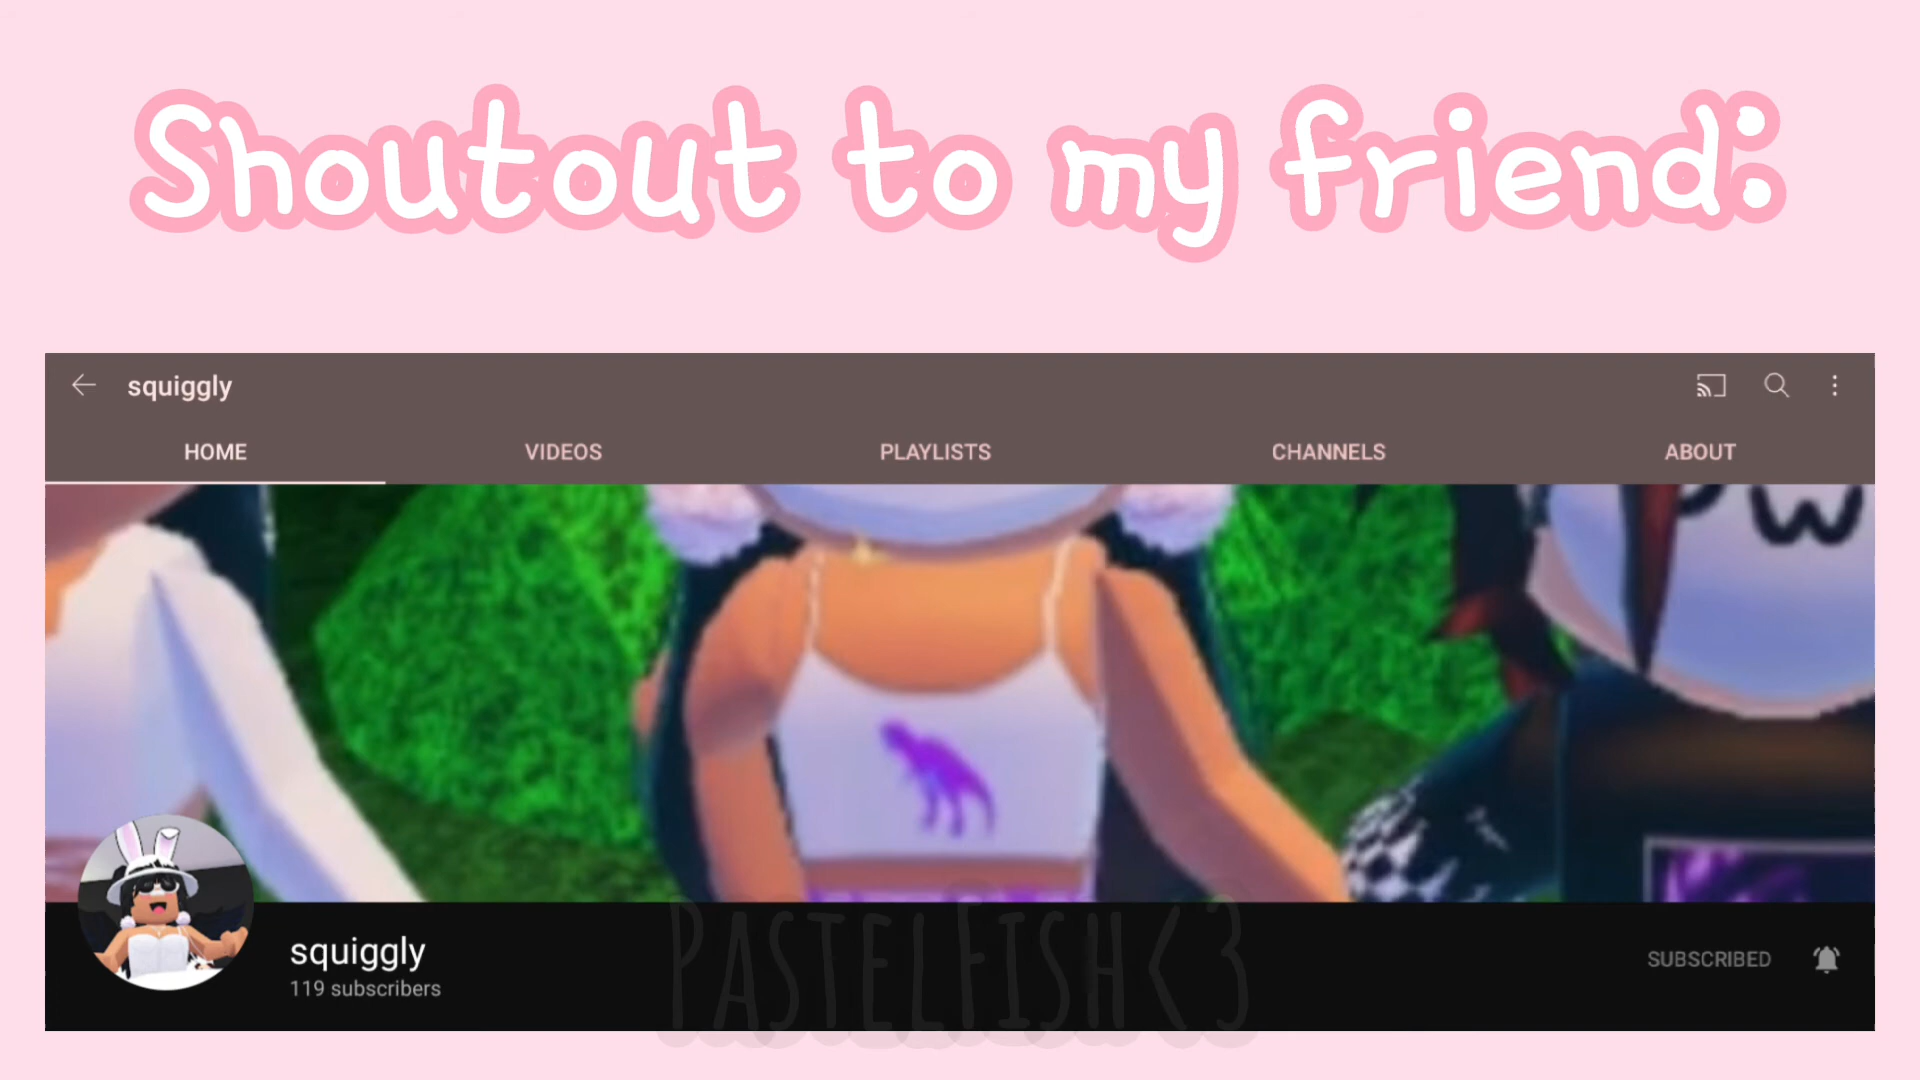 Shoutout to my friend:
squiggly
HOME VIDEOS PLAYLISTS CHANNELS ABOUT
squiggly
119 subscribers
SUBSCRIBED
PASTELFISH<3